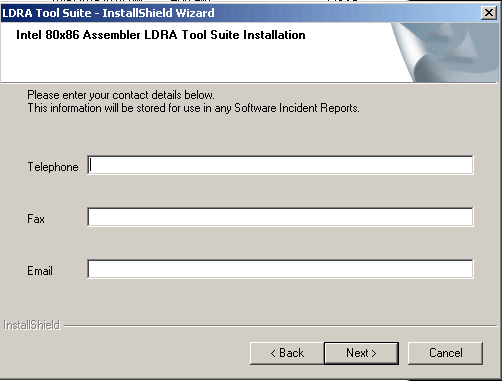 LDRA Tool Suite - InstallShield Wizard
Intel 80x86 Assembler LDRA Tool Suite Installation
Please enter your contact details below.
This information will be stored for use in any Software Incident Reports.
Telephone
Fax
Email
InstallShield
< Back
Next >
Cancel